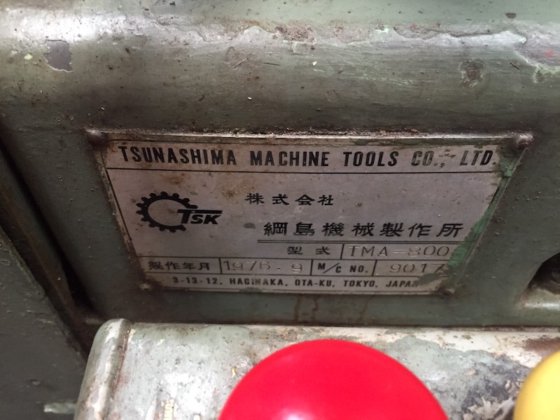 TSUNASHIMA MACHINE TOOLS CO., LTD.
TSK
株式会社
綱島機械製作所
型式 TMA-800
製作年月 1976.9 M/C NO. 9017
3-13-12, HAGINAKA, OTA-KU, TOKYO, JAPAN